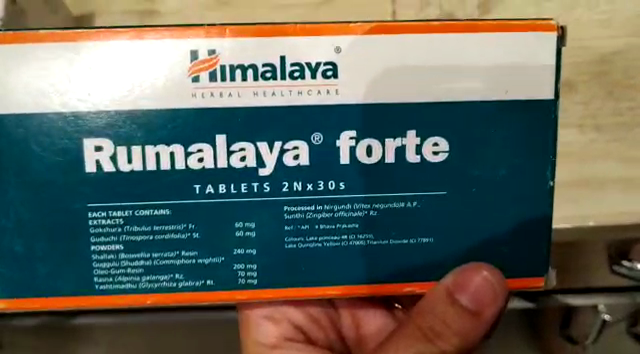 Himalaya®
HERBAL HEALTHCARE
Rumalaya® forte
TABLETS 2N x 30s
EACH TABLET CONTAINS:
EXTRACTS
Gokshura (Tribulus terrestris)* Fr. 60 mg
Guduchi (Tinospora cordifolia)* St. 60 mg
POWDERS
Shallaki (Boswellia serrata)* Resin 240 mg
Guggulu (Shuddha) (Commiphora wightii)*
Oleo-Gum-Resin 200 mg
Rasna (Alpinia galanga)* Rz. 70 mg
Yashtimadhu (Glycyrrhiza glabra)* Rt. 70 mg
Processed in Nirgundi (Vitex negundo)# A.P.,
Sunthi (Zingiber officinale)* Rz.
Ref.: * API # Bhava Prakasha
Colours: Lake ponceau 4R (CI 16255),
Lake Quinoline Yellow (CI 47005), Titanium Dioxide (CI 77891)